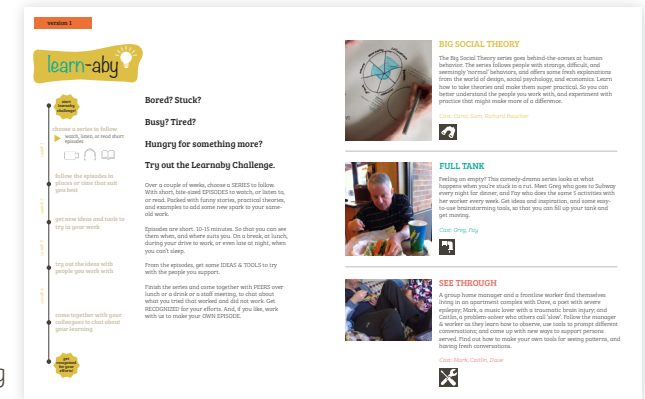 version 1
learn-aby
start
learnaby
challenge!
choose a series to follow
watch, listen, or read short
episodes
follow the episodes in
places or time that suit
you best
get new ideas and tools to
try in your work
try out the ideas with
people you work with
come together with your
colleagues to chat about
your learning
get
recognized
for your
efforts!
Bored? Stuck?
Busy? Tired?
Hungry for something more?
Try out the Learnaby Challenge.
Over a couple of weeks, choose a SERIES to follow.
With short, bite-sized EPISODES to watch, or listen to,
or read. Packed with funny stories, practical theories,
and examples to add some new spark to your same-
old work.
Episodes are short. 10-15 minutes. So that you can see
them when, and where suits you. On a break, at lunch,
during your drive to work, or even late at night, when
you can't sleep.
From the episodes, get some IDEAS & TOOLS to try
with the people you support.
Finish the series and come together with PEERS over
lunch or a drink or a staff meeting, to chat about
what you tried that worked and did not work. Get
RECOGNIZED for your efforts. And, if you like, work
with us to make your OWN EPISODE.
BIG SOCIAL THEORY
The Big Social Theory series goes behind-the-scenes at human
behavior. The series follows people with strange, difficult, and
seemingly 'normal' behaviors, and offers some fresh explanations
from the world of design, social psychology, and economics. Learn
how to take theories and make them super practical. So you can
better understand the people you work with, and experiment with
practice that might make more of a difference.
Cast: Carol, Sam, Richard Boucher
FULL TANK
Feeling on empty? This comedy-drama series looks at what
happens when you're stuck in a rut. Meet Greg who goes to Subway
every night for dinner, and Fay who does the same 5 activities with
her worker every week. Get ideas and inspiration, and some easy-
to-use brainstorming tools, so that you can fill up your tank and
get moving.
Cast: Greg, Fay
SEE THROUGH
A group home manager and a frontline worker find themselves
living in an apartment complex with Dave, a poet with severe
epilepsy; Mark, a music lover with a traumatic brain injury; and
Caitlin, a problem-solver who others call 'slow'. Follow the manager
& worker as they learn how to observe, use tools to prompt different
conversations; and come up with new ways to support persons
served. Find out how to make your own tools for seeing patterns, and
having fresh conversations.
Cast: Mark, Caitlin, Dave